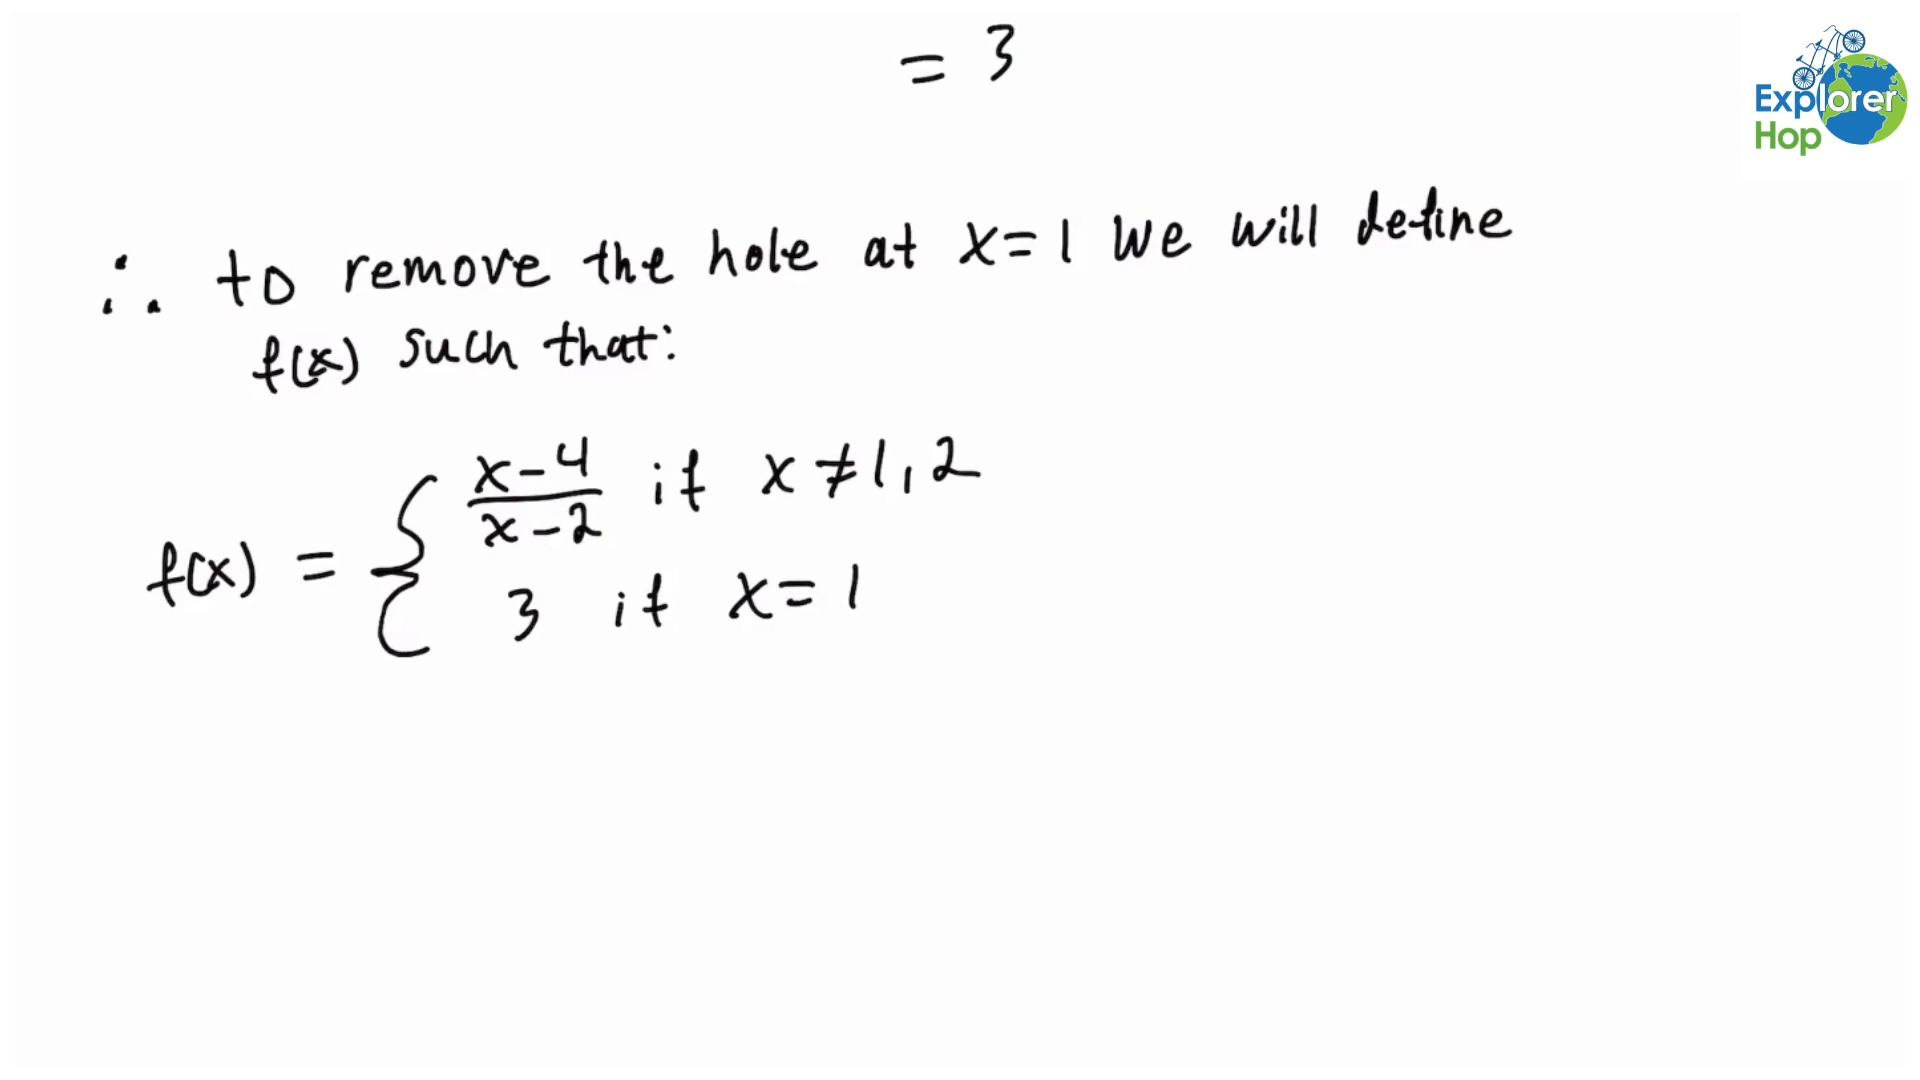 = 3
Explorer
Hop
∴ to remove the hole at x=1 we will define
f(x) such that:
f(x) = { x-4/x-2 if x≠1,2
3 if x=1